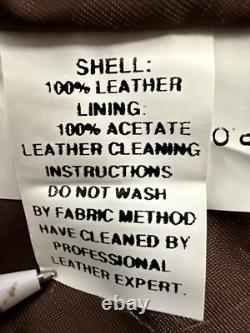 SHELL:
100% LEATHER
LINING:
100% ACETATE
LEATHER CLEANING
INSTRUCTIONS
DO NOT WASH
BY FABRIC METHOD
HAVE CLEANED BY
PROFESSIONAL
LEATHER EXPERT.
ebay